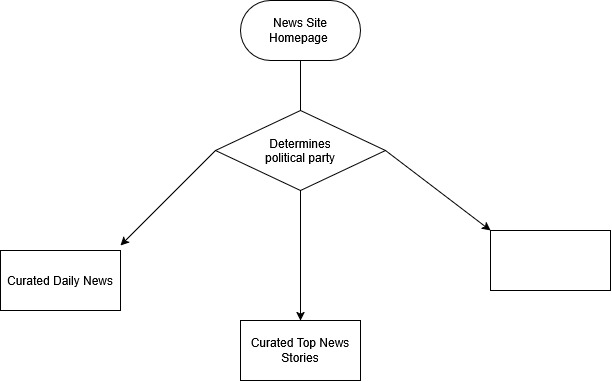 News Site
Homepage
Determines
political party
Curated Daily News
Curated Top News
Stories